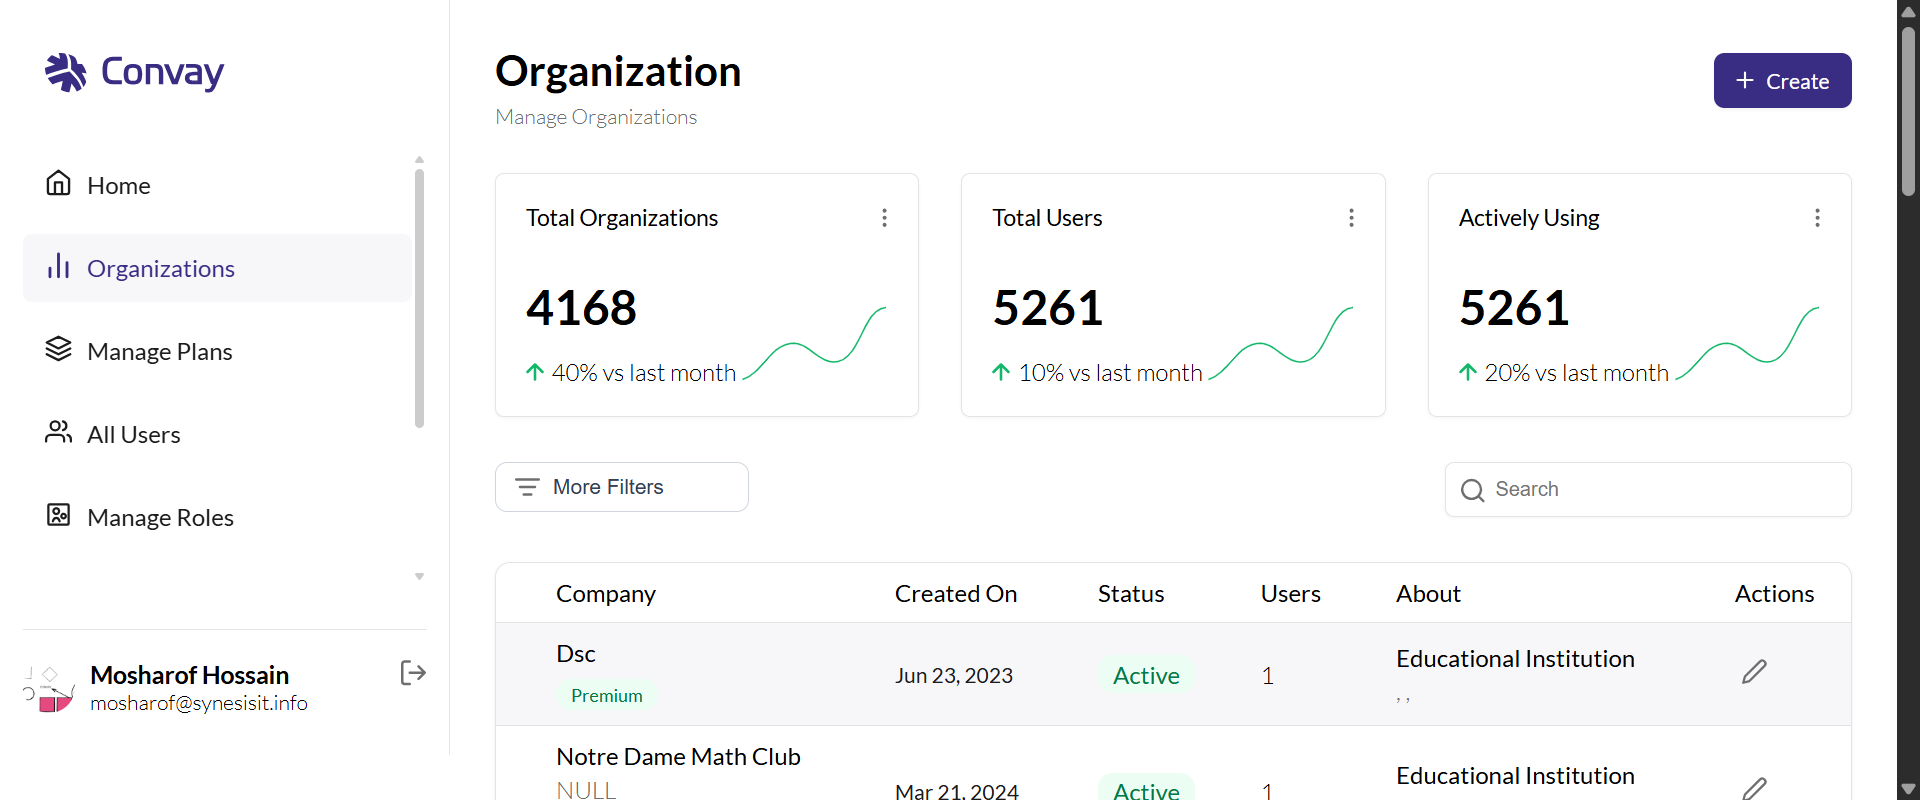 Convay
Home
Organizations
Manage Plans
All Users
Manage Roles
Mosharof Hossain
mosharof@synesisit.info
Organization
Manage Organizations
+ Create
Total Organizations
4168
40% vs last month
Total Users
5261
10% vs last month
Actively Using
5261
20% vs last month
More Filters
Search
Company Created On Status Users About Actions
Dsc
Premium
Jun 23, 2023 Active 1
Educational Institution
, ,
Notre Dame Math Club
NULL
Mar 21, 2024 Active 1
Educational Institution